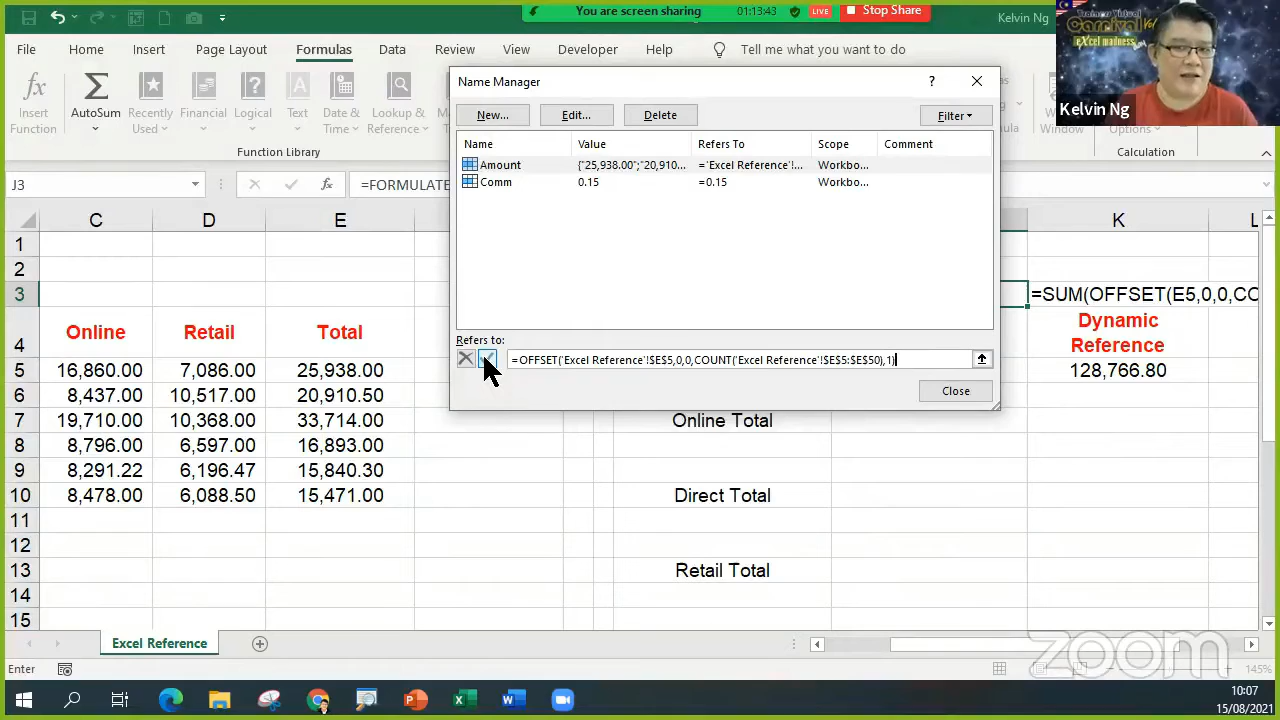 You are screen sharing 01:13:43 LIVE Stop Share
Kelvin Ng
Trainers Virtual
Carnival Vol
eXcel madness
Kelvin Ng
File Home Insert Page Layout Formulas Data Review View Developer Help Tell me what you want to do
Insert Function
AutoSum
Recently Used
Financial
Logical
Text
Date & Time
Lookup & Reference
Window
Function Library
Calculation
J3
=FORMULATE
Name Manager
?
New... Edit... Delete Filter
Name Value Refers To Scope Comment
Amount {"25,938.00";"20,910... ='Excel Reference'!... Workbo...
Comm 0.15 =0.15 Workbo...
Refers to:
=OFFSET('Excel Reference'!$E$5,0,0,COUNT('Excel Reference'!$E$5:$E$50),1)
Close
C D E K L
1
2
3 =SUM(OFFSET(E5,0,0,CO
4 Online Retail Total Dynamic Reference
5 16,860.00 7,086.00 25,938.00 128,766.80
6 8,437.00 10,517.00 20,910.50
7 19,710.00 10,368.00 33,714.00 Online Total
8 8,796.00 6,597.00 16,893.00
9 8,291.22 6,196.47 15,840.30
10 8,478.00 6,088.50 15,471.00 Direct Total
11
12
13 Retail Total
14
15
Excel Reference
zoom
Enter
145%
10:07
15/08/2021